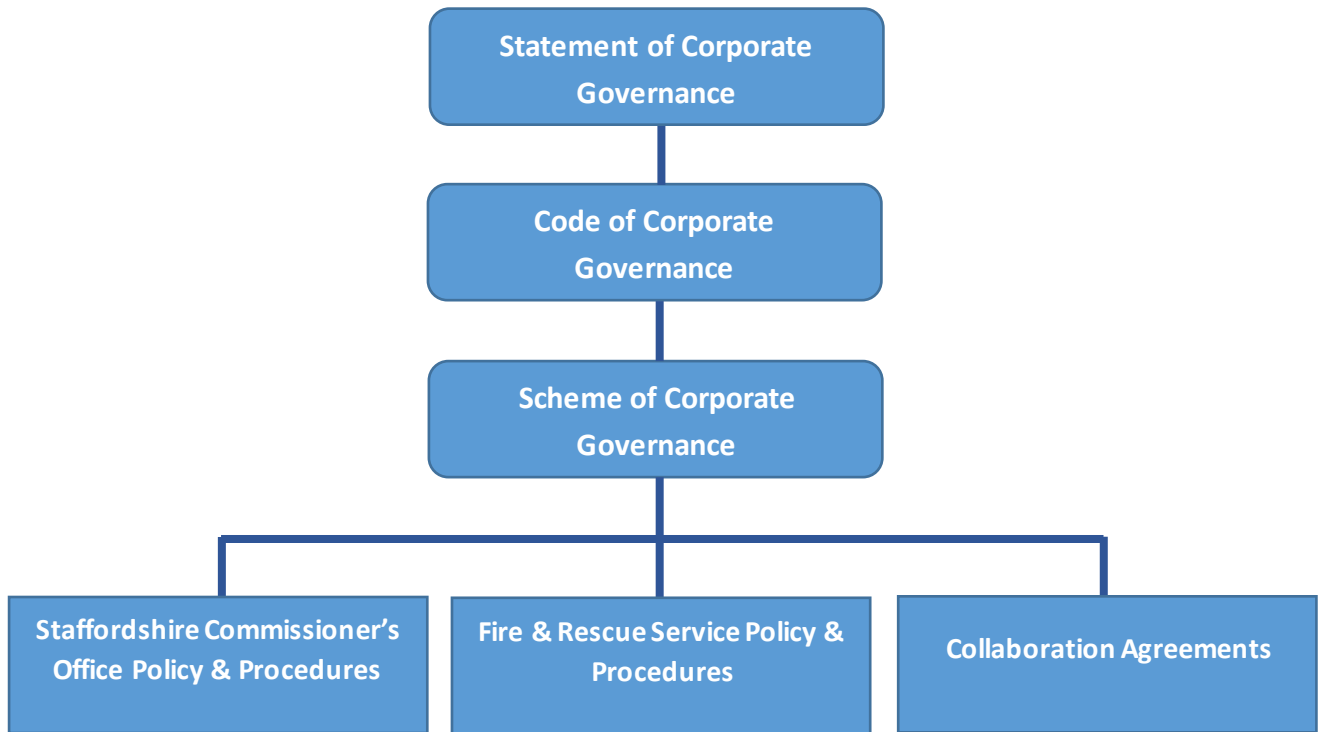 Statement of Corporate
Governance
Code of Corporate
Governance
Scheme of Corporate
Governance
Staffordshire Commissioner’s
Office Policy & Procedures
Fire & Rescue Service Policy &
Procedures
Collaboration Agreements